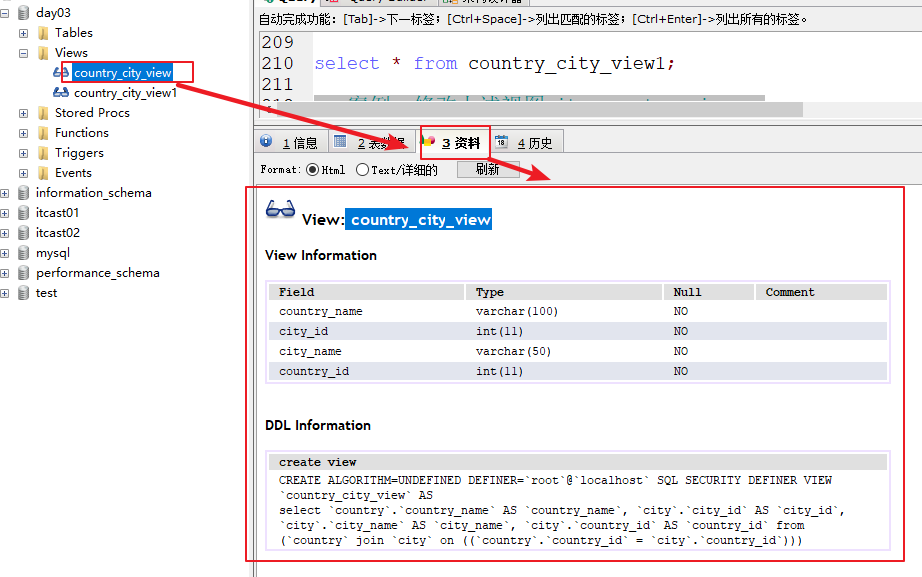 day03
Tables
Views
country_city_view
country_city_view1
Stored Procs
Functions
Triggers
Events
information_schema
itcast01
itcast02
mysql
performance_schema
test
自动完成功能: [Tab]->下一标签; [Ctrl+Space]->列出匹配的标签; [Ctrl+Enter]->列出所有的标签。
209
210 select * from country_city_view1;
211
1 信息 2 表数据 3 资料 4 历史
Format: Html Text/详细的 刷新
View: country_city_view
View Information
Field Type Null Comment
country_name varchar(100) NO
city_id int(11) NO
city_name varchar(50) NO
country_id int(11) NO
DDL Information
create view
CREATE ALGORITHM=UNDEFINED DEFINER=`root`@`localhost` SQL SECURITY DEFINER VIEW
`country_city_view` AS
select `country`.`country_name` AS `country_name`, `city`.`city_id` AS `city_id`,
`city`.`city_name` AS `city_name`, `city`.`country_id` AS `country_id` from
(`country` join `city` on ((`country`.`country_id` = `city`.`country_id`)))